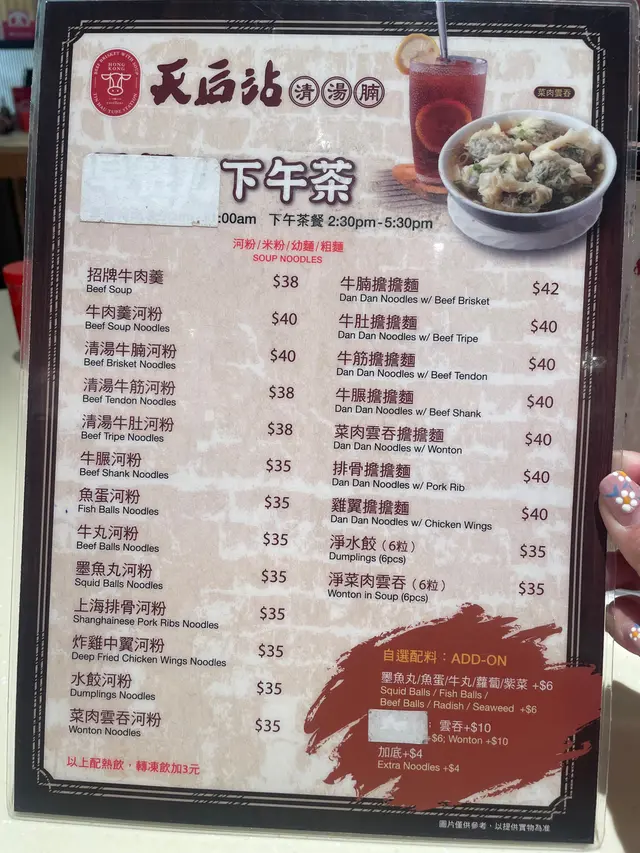 HONG KONG
天后站 清湯腩
菜肉雲吞
下午茶
:00am 下午茶餐 2:30pm-5:30pm
河粉/米粉/幼麵/粗麵
SOUP NOODLES
招牌牛肉羹 $38
Beef Soup
牛肉羹河粉 $40
Beef Soup Noodles
清湯牛腩河粉 $40
Beef Brisket Noodles
清湯牛筋河粉 $38
Beef Tendon Noodles
清湯牛肚河粉 $38
Beef Tripe Noodles
牛脤河粉 $35
Beef Shank Noodles
魚蛋河粉 $35
Fish Balls Noodles
牛丸河粉 $35
Beef Balls Noodles
墨魚丸河粉 $35
Squid Balls Noodles
上海排骨河粉 $35
Shanghainese Pork Ribs Noodles
炸雞中翼河粉 $35
Deep Fried Chicken Wings Noodles
水餃河粉 $35
Dumplings Noodles
菜肉雲吞河粉 $35
Wonton Noodles
以上配熱飲，轉凍飲加3元
牛腩擔擔麵 $42
Dan Dan Noodles w/ Beef Brisket
牛肚擔擔麵 $40
Dan Dan Noodles w/ Beef Tripe
牛筋擔擔麵 $40
Dan Dan Noodles w/ Beef Tendon
牛脤擔擔麵 $40
Dan Dan Noodles w/ Beef Shank
菜肉雲吞擔擔麵 $40
Dan Dan Noodles w/ Wonton
排骨擔擔麵 $40
Dan Dan Noodles w/ Pork Rib
雞翼擔擔麵 $40
Dan Dan Noodles w/ Chicken Wings
淨水餃（6粒） $35
Dumplings (6pcs)
淨菜肉雲吞（6粒） $35
Wonton in Soup (6pcs)
自選配料：ADD-ON
墨魚丸/魚蛋/牛丸/蘿蔔/紫菜 +$6
Squid Balls / Fish Balls /
Beef Balls / Radish / Seaweed +$6
：雲吞+$10
+$6; Wonton +$10
加底+$4
Extra Noodles +$4
圖片僅供參考，以提供實物為准